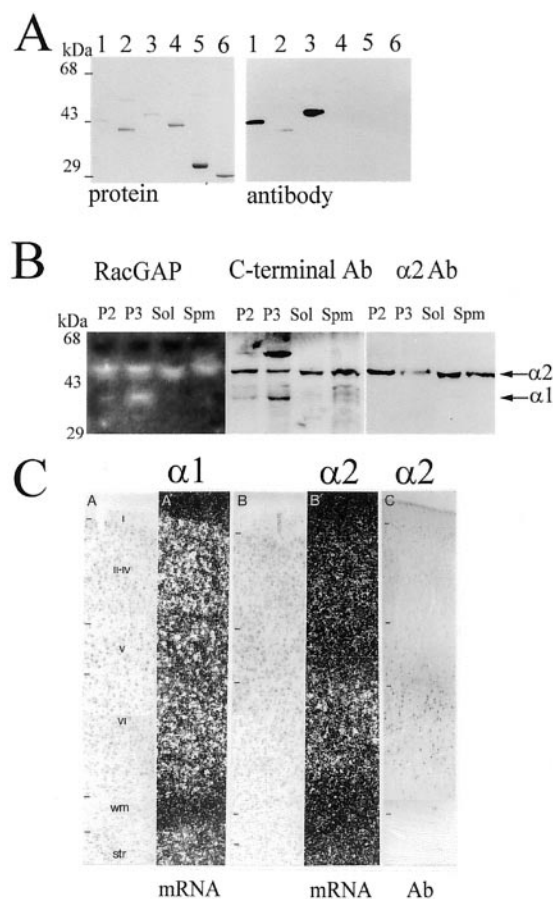 A
kDa 1 2 3 4 5 6 1 2 3 4 5 6
68
43
29
protein antibody
B
RacGAP C-terminal Ab α2 Ab
P2 P3 Sol Spm P2 P3 Sol Spm P2 P3 Sol Spm
kDa
68
43
29
α2
α1
C
α1 α2 α2
A A' B B' C
I
II-IV
V
VI
wm
str
mRNA mRNA Ab